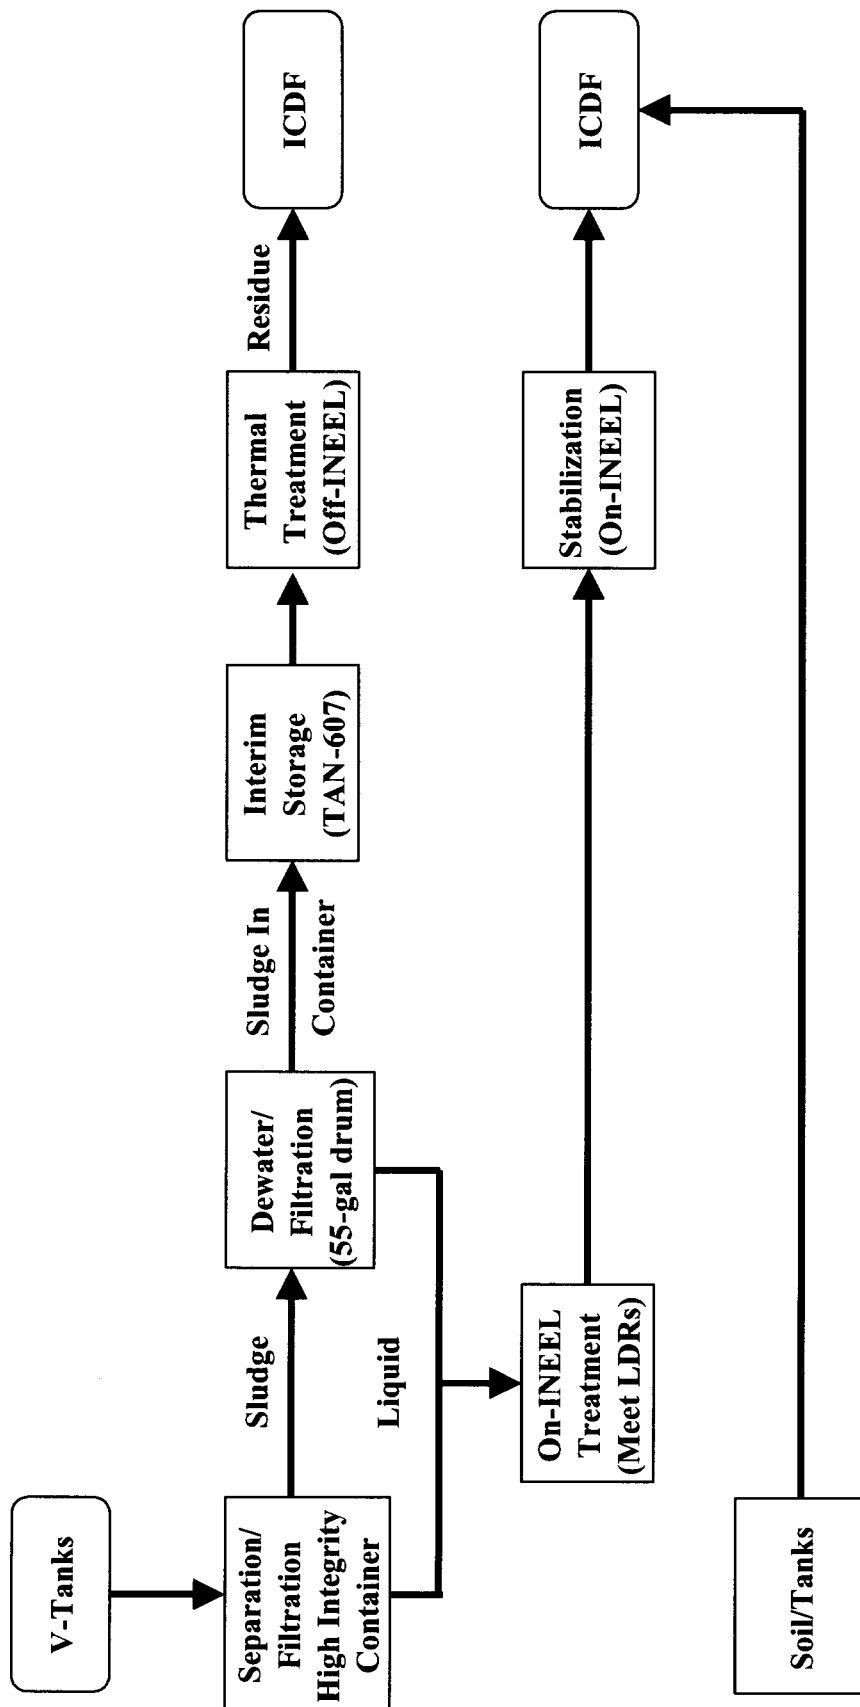 V-Tanks
Separation/
Filtration
High Integrity
Container
Sludge
Liquid
Dewater/
Filtration
(55-gal drum)
Sludge In
Container
Interim
Storage
(TAN-607)
Thermal
Treatment
(Off-INEEL)
Residue
ICDF
On-INEEL
Treatment
(Meet LDRs)
Stabilization
(On-INEEL)
ICDF
Soil/Tanks